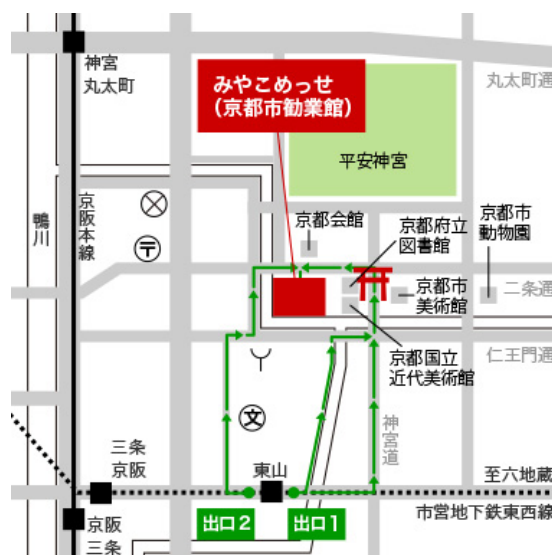 神宮
丸太町
丸太町通
みやこめっせ
(京都市勧業館)
平安神宮
鴨川
京阪本線
〒
京都会館
京都府立
図書館
京都市
動物園
京都市
美術館
二条通
京都国立
近代美術館
仁王門通
文
神宮道
三条
京阪
東山
至六地蔵
市営地下鉄東西線
出口2
出口1
京阪
三条